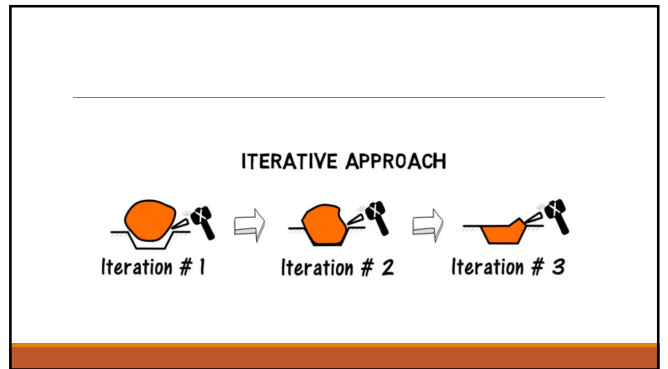 ITERATIVE APPROACH
Iteration # 1
Iteration # 2
Iteration # 3